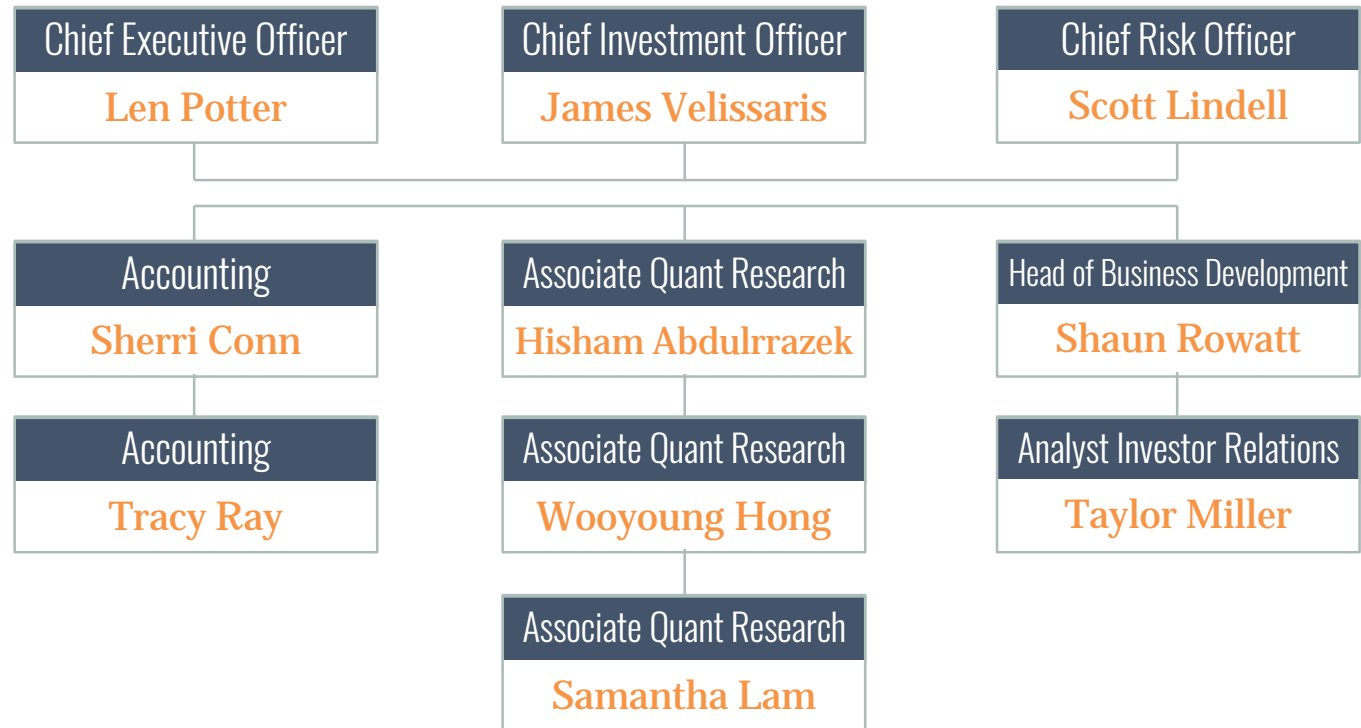 Chief Executive Officer
Len Potter
Chief Investment Officer
James Velissaris
Chief Risk Officer
Scott Lindell
Accounting
Sherri Conn
Associate Quant Research
Hisham Abdulrrazek
Head of Business Development
Shaun Rowatt
Accounting
Tracy Ray
Associate Quant Research
Wooyoung Hong
Analyst Investor Relations
Taylor Miller
Associate Quant Research
Samantha Lam